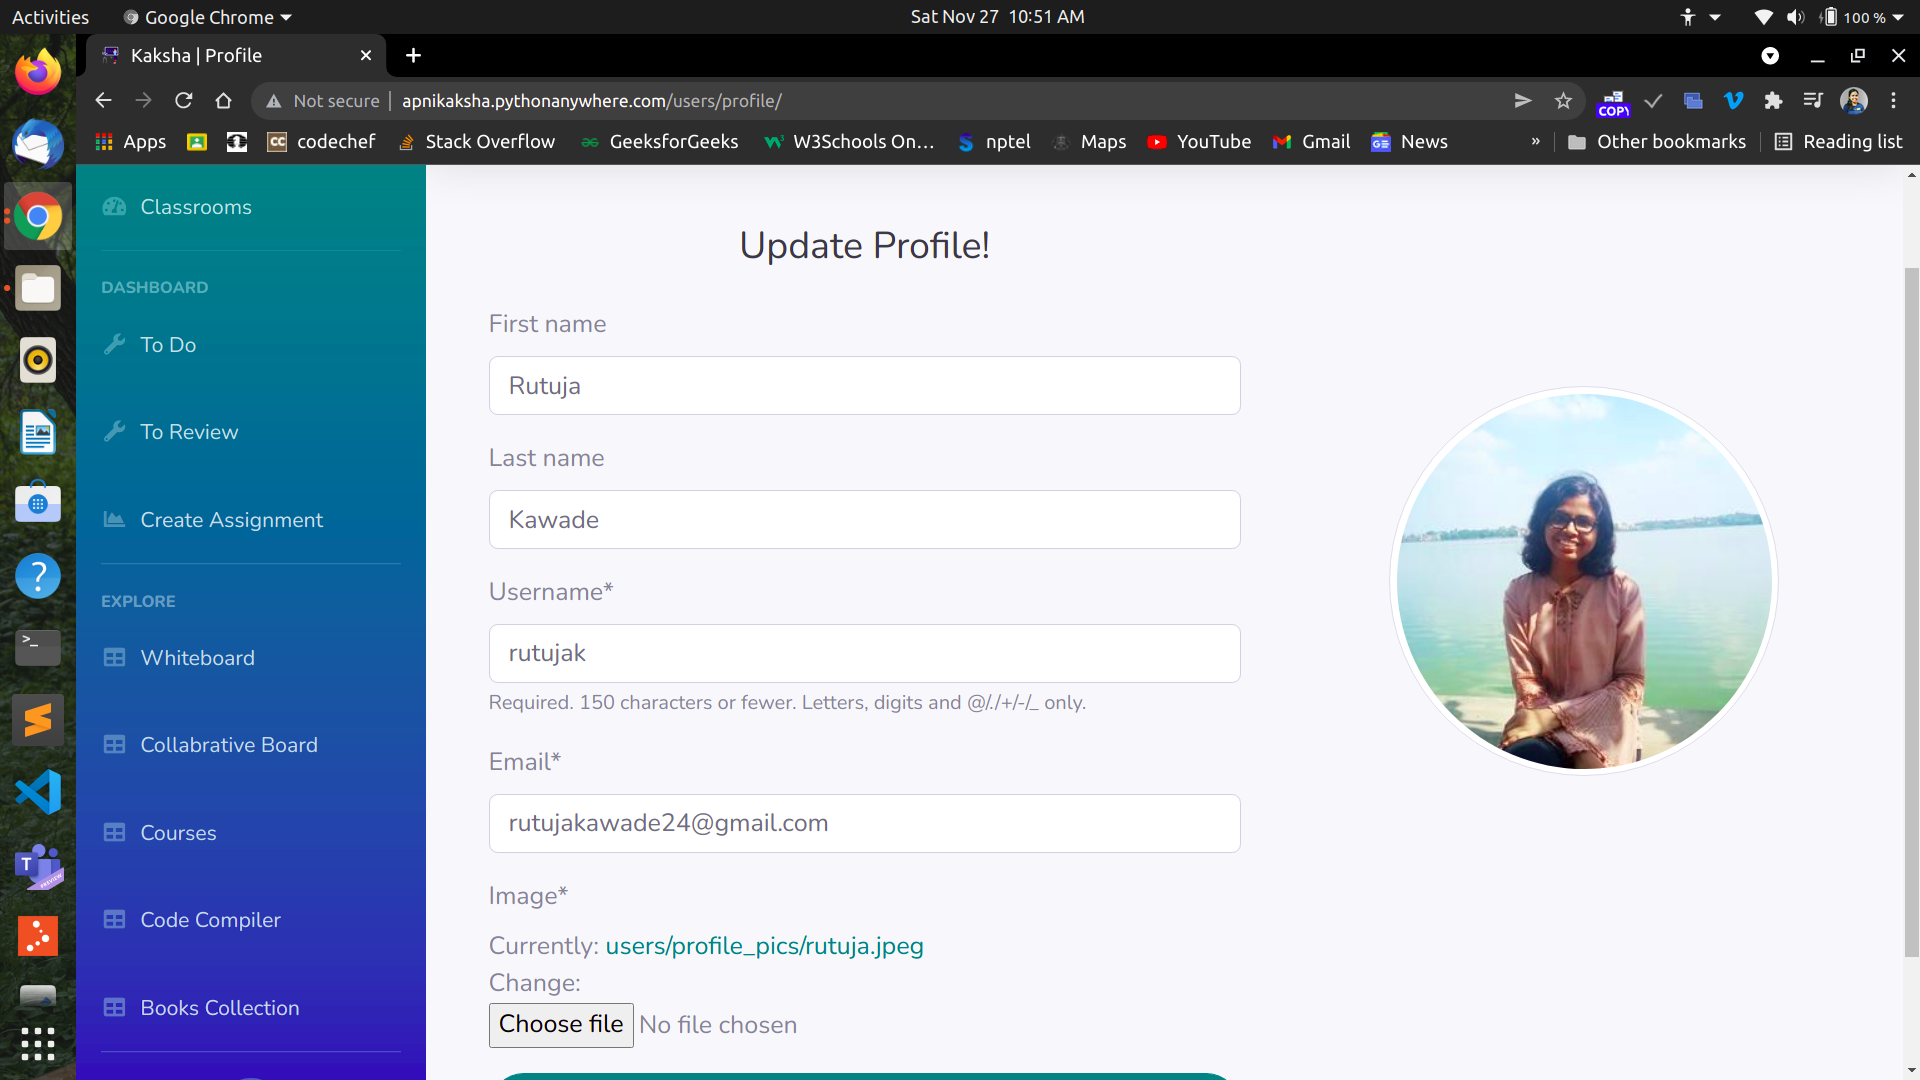 Activities
Google Chrome
Sat Nov 27 10:51 AM
100 %
Kaksha | Profile
Not secure
apnikaksha.pythonanywhere.com/users/profile/
COPY
Apps
CC codechef
Stack Overflow
GeeksforGeeks
W3Schools On...
nptel
Maps
YouTube
Gmail
GE News
»
Other bookmarks
Reading list
Classrooms
DASHBOARD
To Do
To Review
Create Assignment
EXPLORE
Whiteboard
Collabrative Board
Courses
Code Compiler
Books Collection
Update Profile!
First name
Rutuja
Last name
Kawade
Username*
rutujak
Required. 150 characters or fewer. Letters, digits and @/./+/-/_ only.
Email*
rutujakawade24@gmail.com
Image*
Currently: users/profile_pics/rutuja.jpeg
Change:
Choose file No file chosen
?
>_
T
PREVIEW